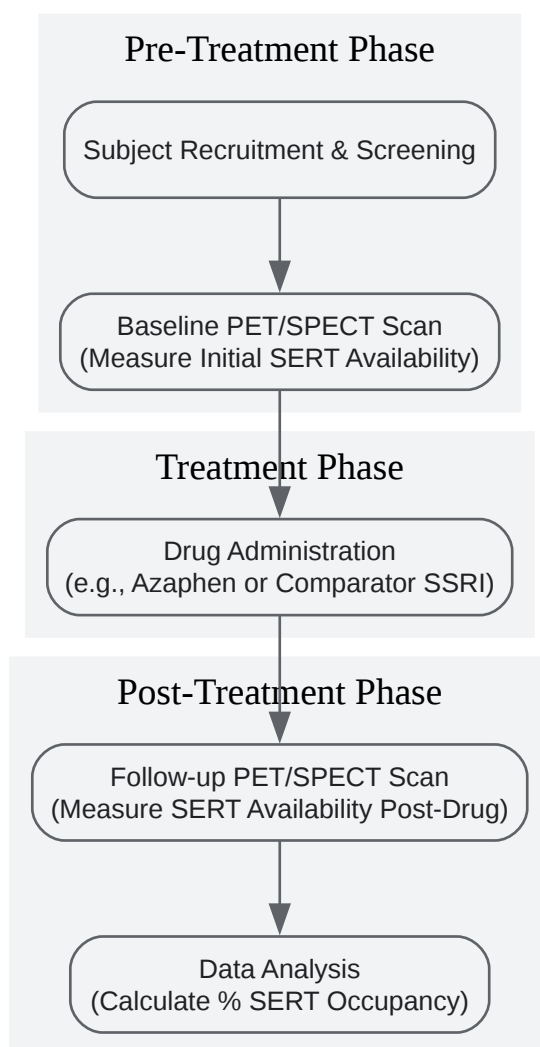 Pre-Treatment Phase
Subject Recruitment & Screening
Baseline PET/SPECT Scan
(Measure Initial SERT Availability)
Treatment Phase
Drug Administration
(e.g., Azaphen or Comparator SSRI)
Post-Treatment Phase
Follow-up PET/SPECT Scan
(Measure SERT Availability Post-Drug)
Data Analysis
(Calculate % SERT Occupancy)